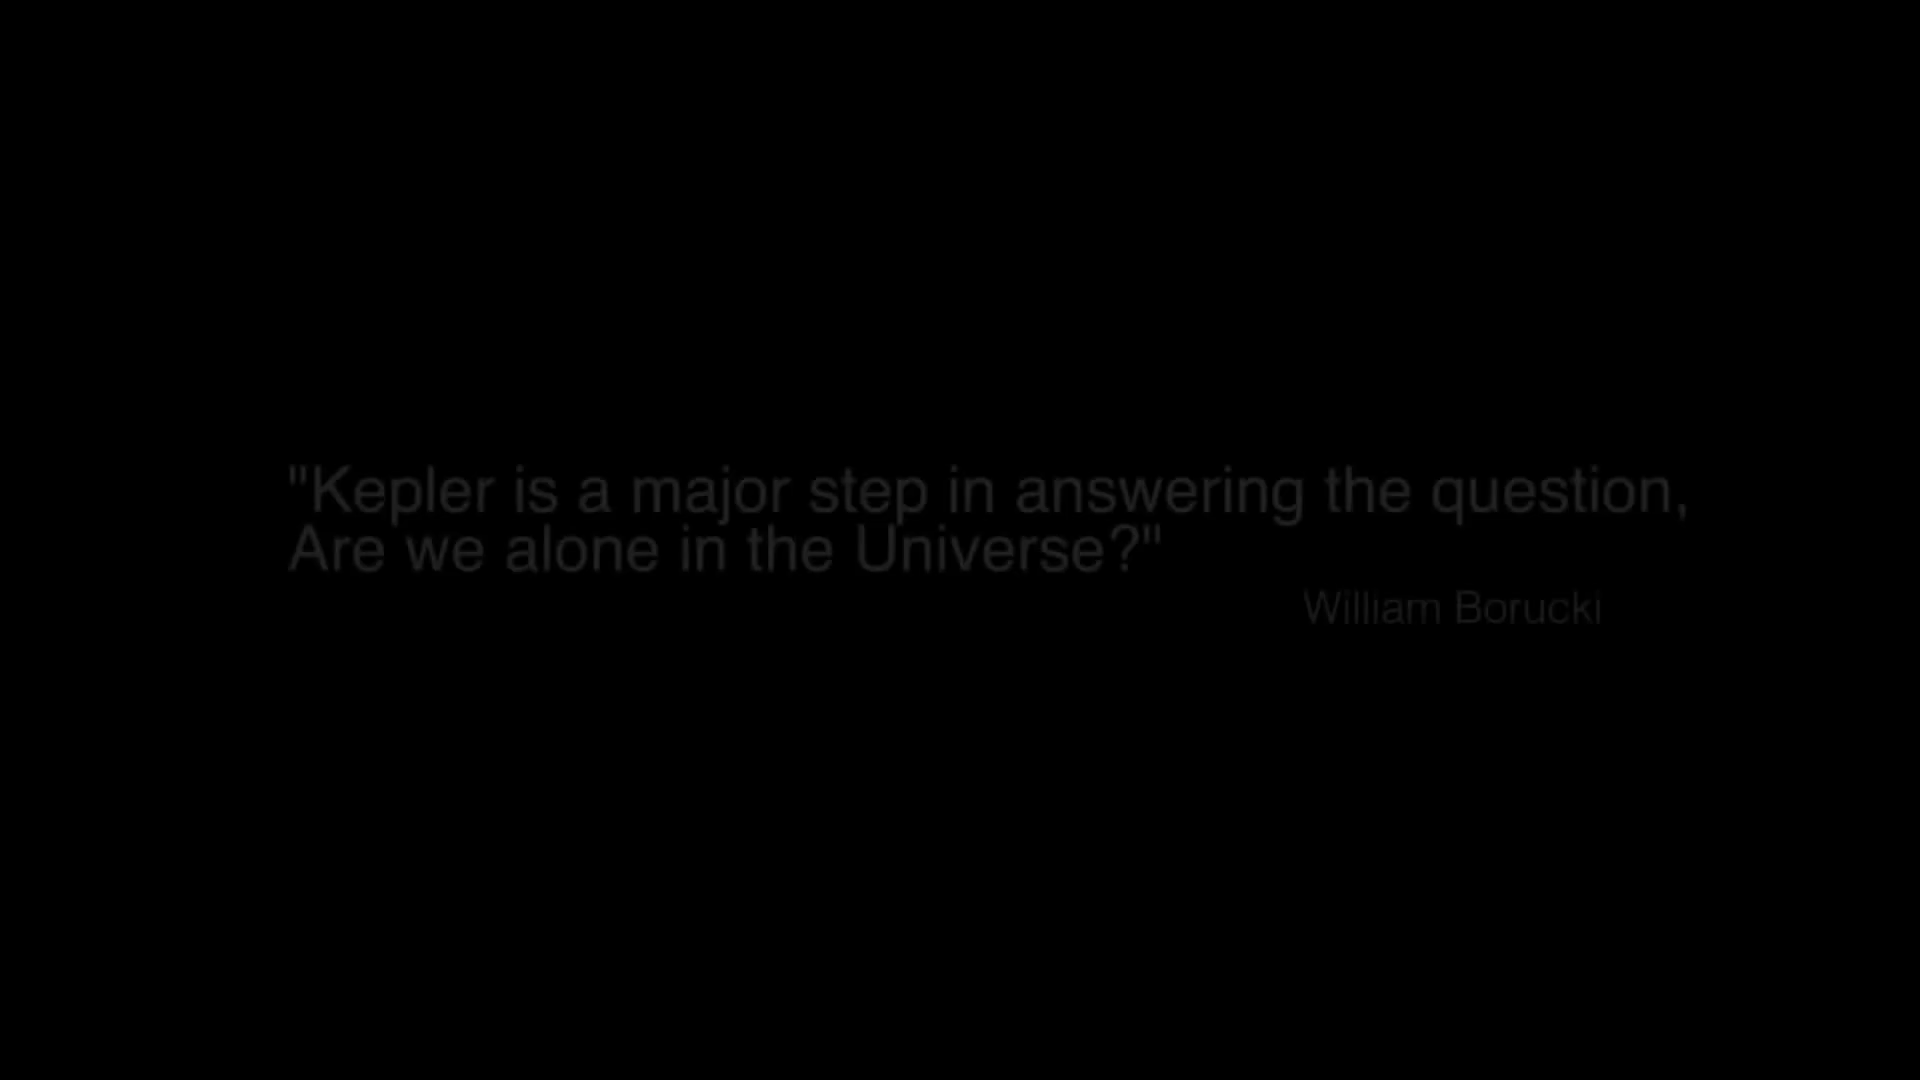 "Kepler is a major step in answering the question,
Are we alone in the Universe?"
William Borucki